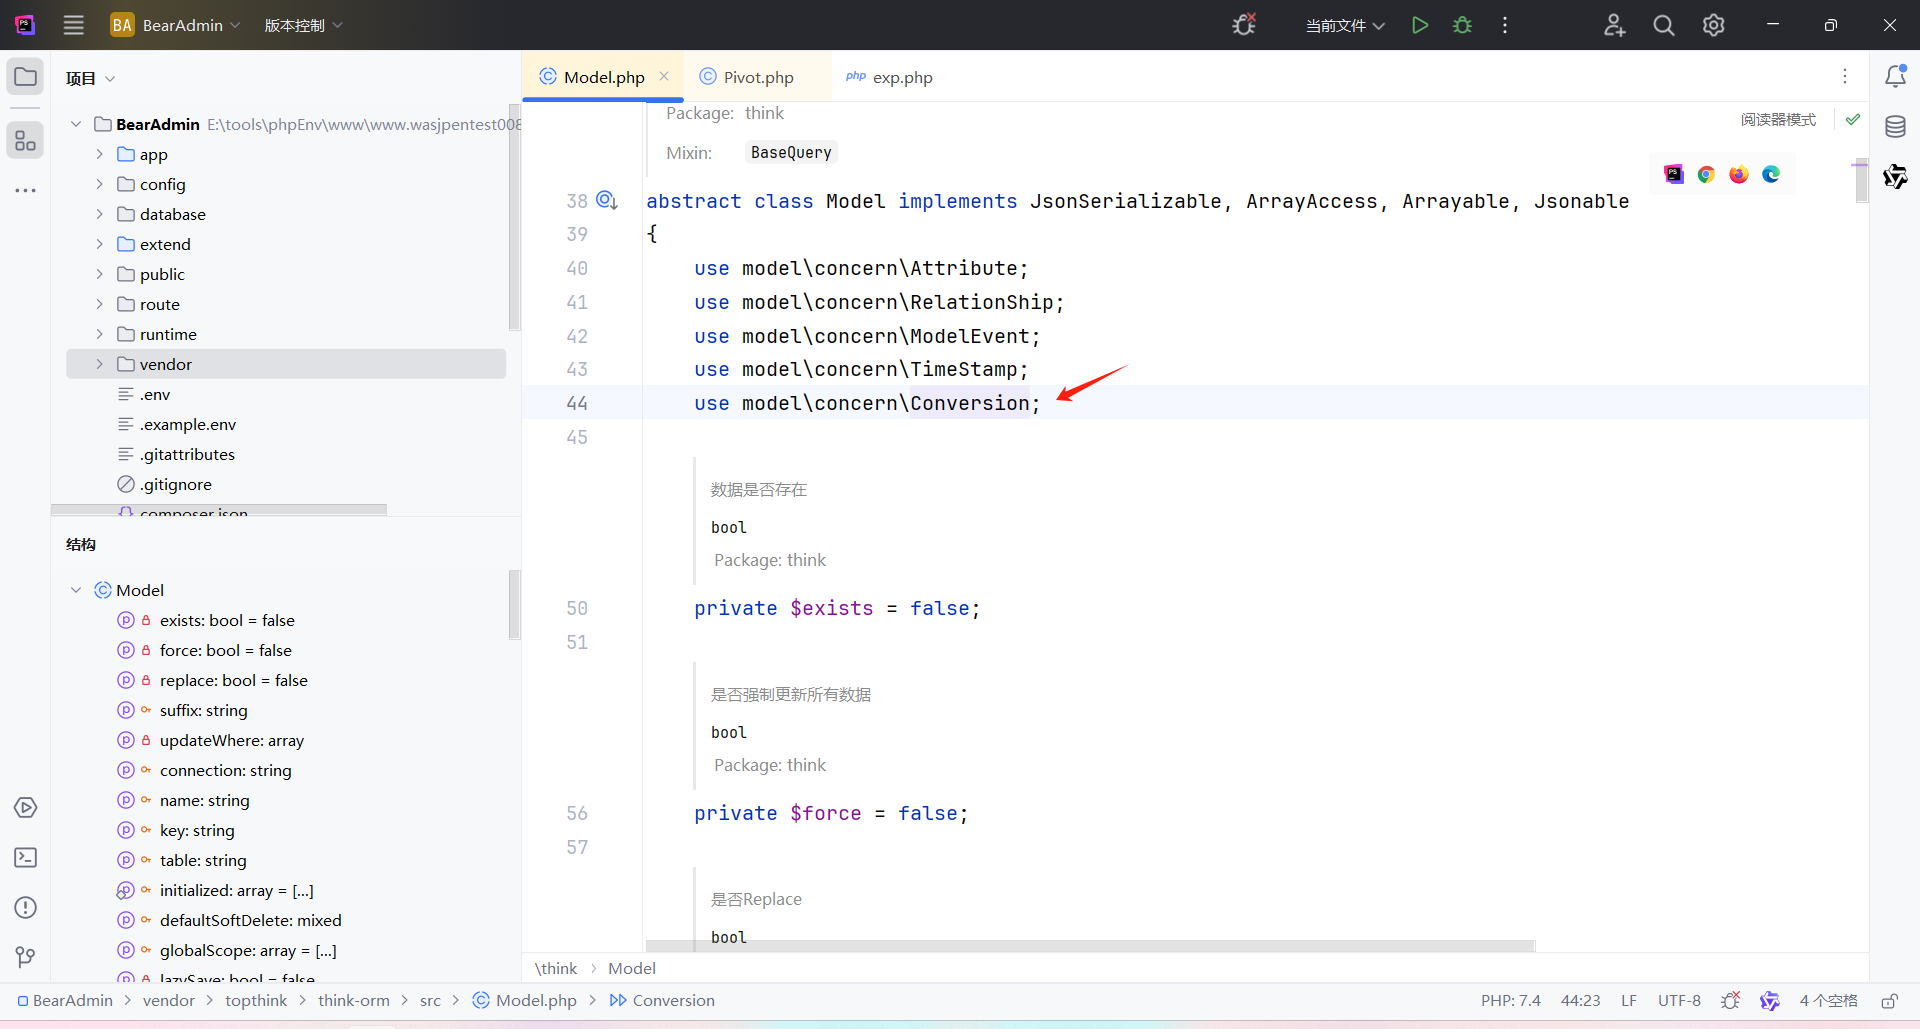 BA BearAdmin 版本控制 当前文件
项目
BearAdmin E:\tools\phpEnv\www\www.wasjpentest008
app
config
database
extend
public
route
runtime
vendor
.env
.example.env
.gitattributes
.gitignore
composer.json
结构
Model
exists: bool = false
force: bool = false
replace: bool = false
suffix: string
updateWhere: array
connection: string
name: string
key: string
table: string
initialized: array = [...]
defaultSoftDelete: mixed
globalScope: array = [...]
lazySave: bool = false
Model.php Pivot.php php exp.php
Package: think
阅读器模式
Mixin: BaseQuery
38 abstract class Model implements JsonSerializable, ArrayAccess, Arrayable, Jsonable
39 {
40 use model\concern\Attribute;
41 use model\concern\RelationShip;
42 use model\concern\ModelEvent;
43 use model\concern\TimeStamp;
44 use model\concern\Conversion;
45
数据是否存在
bool
Package: think
50 private $exists = false;
51
是否强制更新所有数据
bool
Package: think
56 private $force = false;
57
是否Replace
bool
\think › Model
BearAdmin › vendor › topthink › think-orm › src › Model.php › Conversion PHP: 7.4 44:23 LF UTF-8 4 个空格